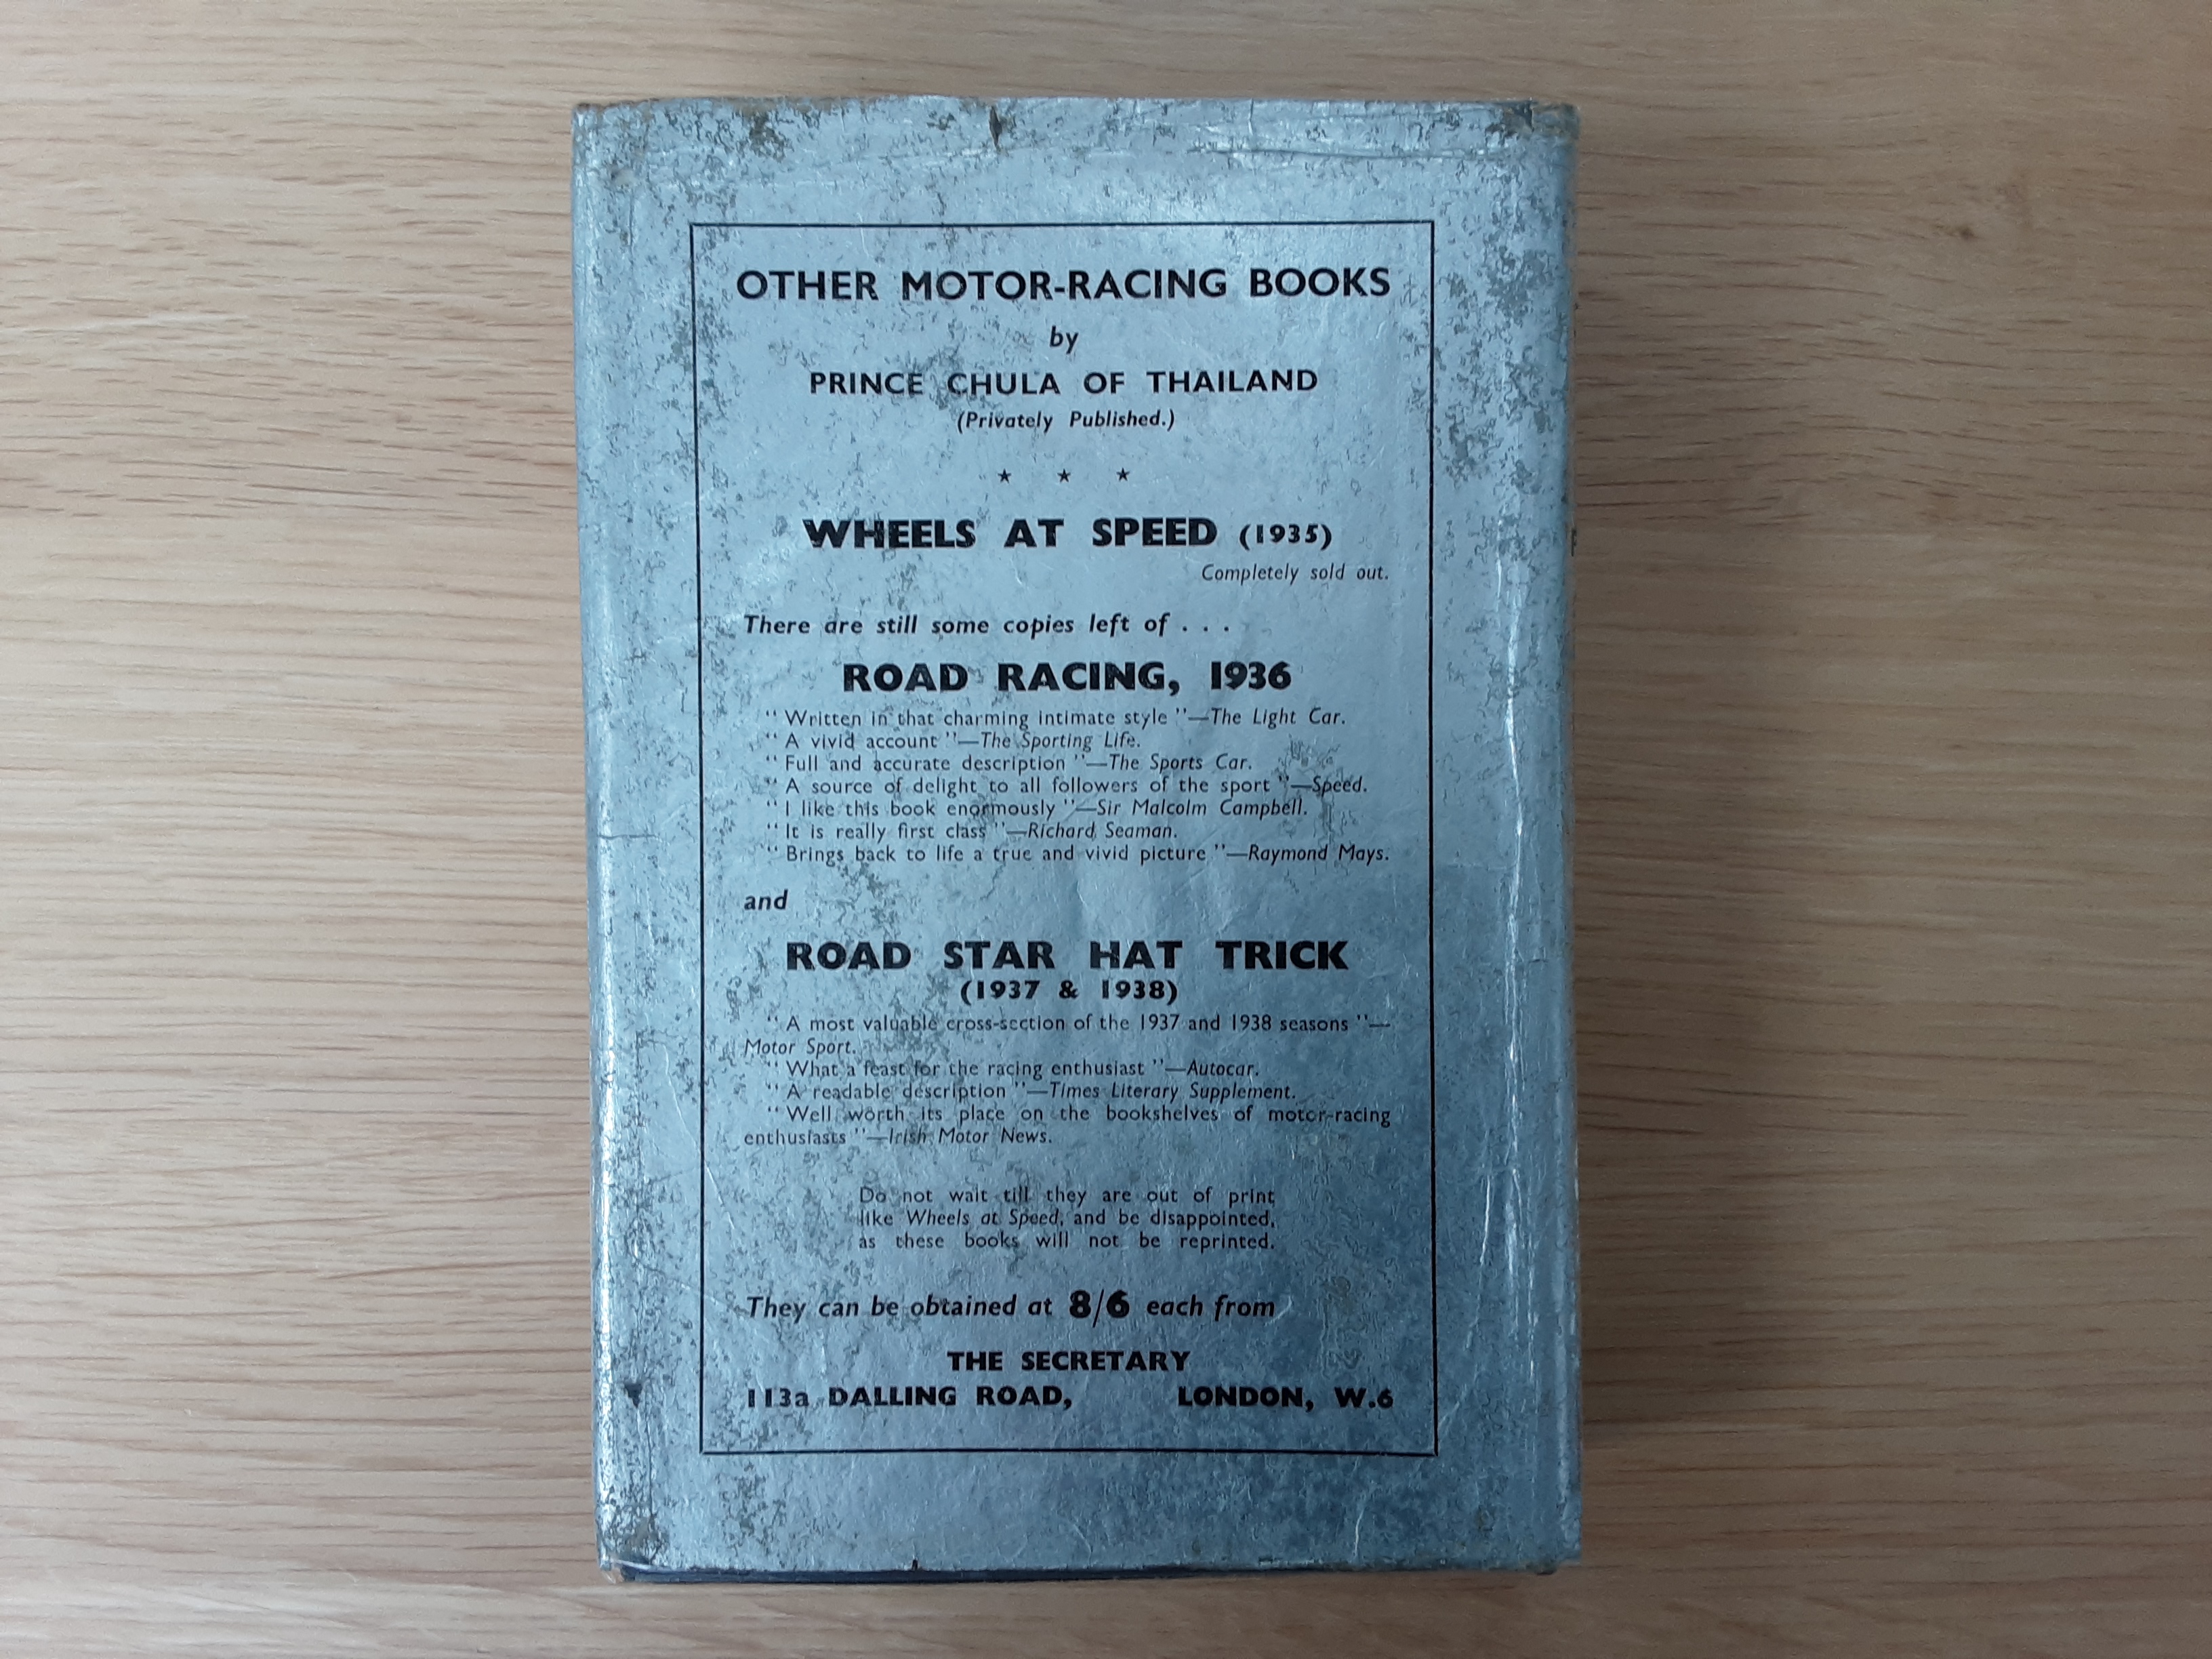 OTHER MOTOR-RACING BOOKS
by
PRINCE CHULA OF THAILAND
(Privately Published.)
★ ★ ★
WHEELS AT SPEED (1935)
Completely sold out.
There are still some copies left of . . .
ROAD RACING, 1936
"Written in that charming intimate style"—The Light Car.
"A vivid account"—The Sporting Life.
"Full and accurate description"—The Sports Car.
"A source of delight to all followers of the sport"—Speed.
"I like this book enormously"—Sir Malcolm Campbell.
"It is really first class"—Richard Seaman.
"Brings back to life a true and vivid picture"—Raymond Mays.
and
ROAD STAR HAT TRICK
(1937 & 1938)
"A most valuable cross-section of the 1937 and 1938 seasons"—
Motor Sport.
"What a feast for the racing enthusiast"—Autocar.
"A readable description"—Times Literary Supplement.
"Well worth its place on the bookshelves of motor-racing
enthusiasts"—Irish Motor News.
Do not wait till they are out of print
like Wheels at Speed, and be disappointed,
as these books will not be reprinted.
They can be obtained at 8/6 each from
THE SECRETARY
113a DALLING ROAD, LONDON, W.6